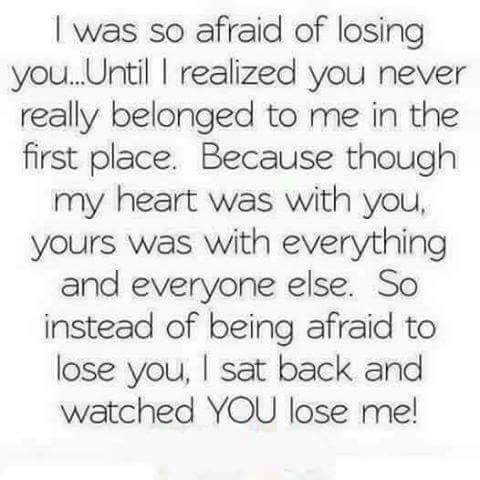 I was so afraid of losing
you...Until I realized you never
really belonged to me in the
first place.  Because though
my heart was with you,
yours was with everything
and everyone else.  So
instead of being afraid to
lose you, I sat back and
watched YOU lose me!